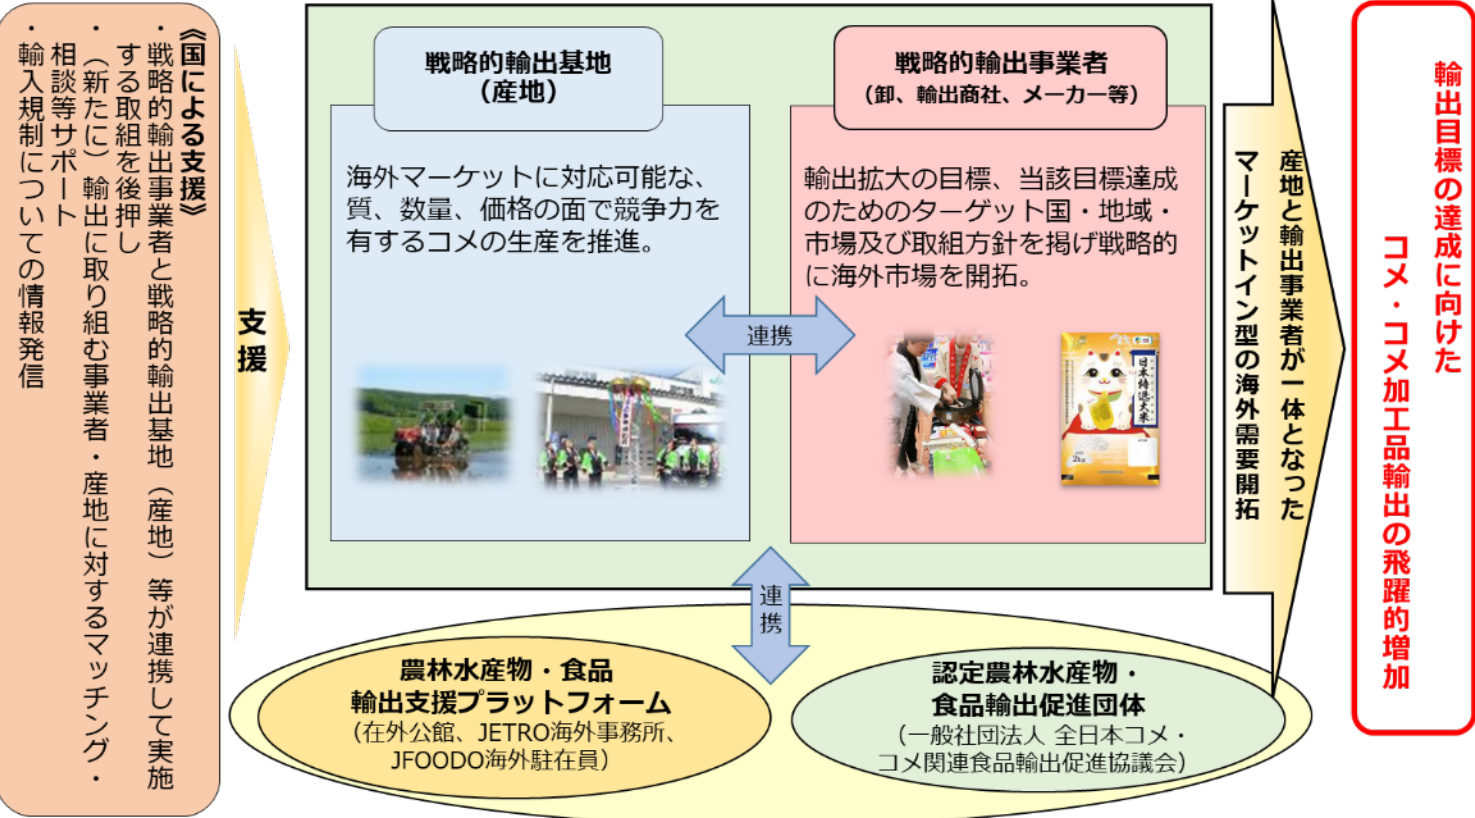 《国による支援》
・戦略的輸出事業者と戦略的輸出基地（産地）等が連携して実施
する取組を後押し
・（新たに）輸出に取り組む事業者・産地に対するマッチング・
相談等サポート
・輸入規制についての情報発信
支援
戦略的輸出基地
（産地）
海外マーケットに対応可能な、
質、数量、価格の面で競争力を
有するコメの生産を推進。
連携
戦略的輸出事業者
（卸、輸出商社、メーカー等）
輸出拡大の目標、当該目標達成
のためのターゲット国・地域・
市場及び取組方針を掲げ戦略的
に海外市場を開拓。
日本特選大米
2kg
連携
農林水産物・食品
輸出支援プラットフォーム
（在外公館、JETRO海外事務所、
JFOODO海外駐在員）
認定農林水産物・
食品輸出促進団体
（一般社団法人 全日本コメ・
コメ関連食品輸出促進協議会）
産地と輸出事業者が一体となった
マーケットイン型の海外需要開拓
輸出目標の達成に向けた
コメ・コメ加工品輸出の飛躍的増加